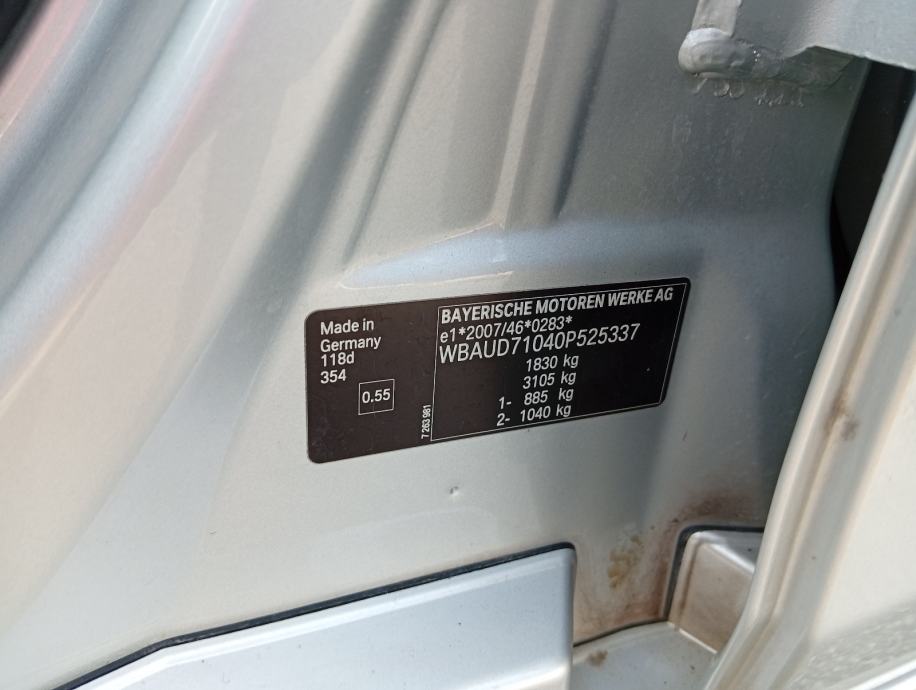 Made in
Germany
118d
354
0.55
7 263 981
BAYERISCHE MOTOREN WERKE AG
e1*2007/46*0283*
WBAUD71040P525337
1830 kg
3105 kg
1- 885 kg
2- 1040 kg